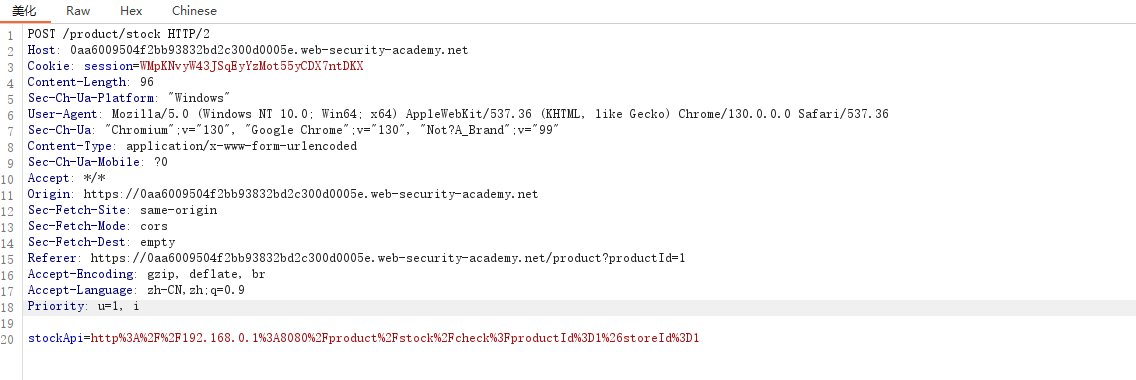 美化 Raw Hex Chinese
1 POST /product/stock HTTP/2
2 Host: 0aa6009504f2bb93832bd2c300d0005e.web-security-academy.net
3 Cookie: session=WMpKNvyW43JSqEyYzMot55yCDX7ntDKX
4 Content-Length: 96
5 Sec-Ch-Ua-Platform: "Windows"
6 User-Agent: Mozilla/5.0 (Windows NT 10.0; Win64; x64) AppleWebKit/537.36 (KHTML, like Gecko) Chrome/130.0.0.0 Safari/537.36
7 Sec-Ch-Ua: "Chromium";v="130", "Google Chrome";v="130", "Not?A_Brand";v="99"
8 Content-Type: application/x-www-form-urlencoded
9 Sec-Ch-Ua-Mobile: ?0
10 Accept: */*
11 Origin: https://0aa6009504f2bb93832bd2c300d0005e.web-security-academy.net
12 Sec-Fetch-Site: same-origin
13 Sec-Fetch-Mode: cors
14 Sec-Fetch-Dest: empty
15 Referer: https://0aa6009504f2bb93832bd2c300d0005e.web-security-academy.net/product?productId=1
16 Accept-Encoding: gzip, deflate, br
17 Accept-Language: zh-CN,zh;q=0.9
18 Priority: u=1, i
19
20 stockApi=http%3A%2F%2F192.168.0.1%3A8080%2Fproduct%2Fstock%2Fcheck%3FproductId%3D1%26storeId%3D1